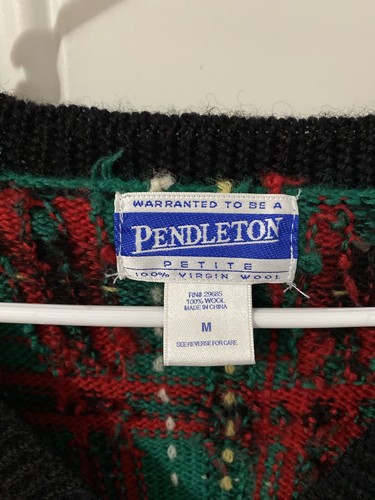 WARRANTED TO BE A
PENDLETON
PETITE
100% VIRGIN WOOL
RN# 29685
100% WOOL
MADE IN CHINA
M
SEE REVERSE FOR CARE